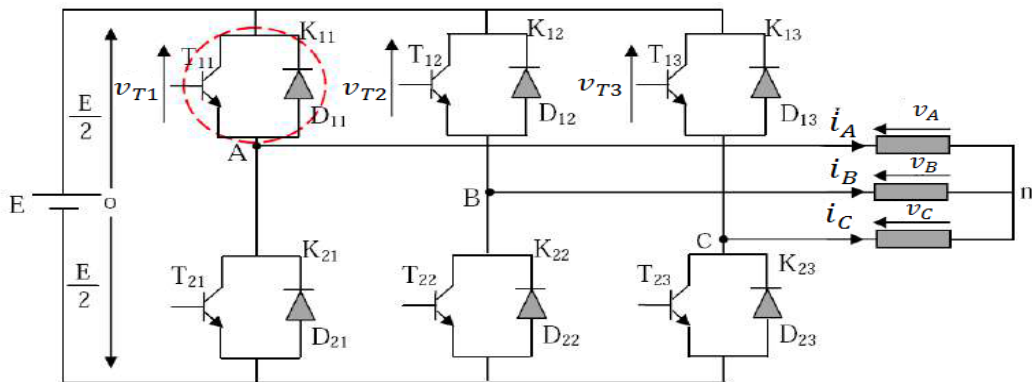 K11 K12 K13
T11 T12 T13
vT1 vT2 vT3
D11 D12 D13
E/2
A iA vA
E o B iB vB n
C iC vC
K21 K22 K23
T21 T22 T23
E/2
D21 D22 D23